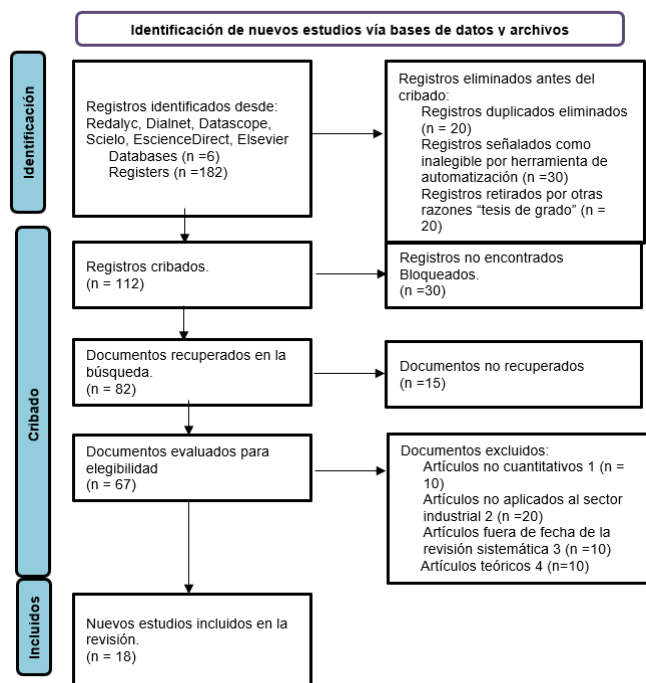 Identificación de nuevos estudios vía bases de datos y archivos
Identificación
Registros identificados desde:
Redalyc, Dialnet, Datascope,
Scielo, EscienceDirect, Elsevier
Databases (n =6)
Registers (n =182)
Registros eliminados antes del
cribado:
Registros duplicados eliminados
(n = 20)
Registros señalados como
inalegible por herramienta de
automatización (n =30)
Registros retirados por otras
razones “tesis de grado” (n =
20)
Cribado
Registros cribados.
(n = 112)
Registros no encontrados
Bloqueados.
(n =30)
Documentos recuperados en la
búsqueda.
(n = 82)
Documentos no recuperados
(n =15)
Documentos evaluados para
elegibilidad
(n = 67)
Documentos excluidos:
Artículos no cuantitativos 1 (n =
10)
Artículos no aplicados al sector
industrial 2 (n =20)
Artículos fuera de fecha de la
revisión sistemática 3 (n =10)
Artículos teóricos 4 (n=10)
Incluidos
Nuevos estudios incluidos en la
revisión.
(n = 18)